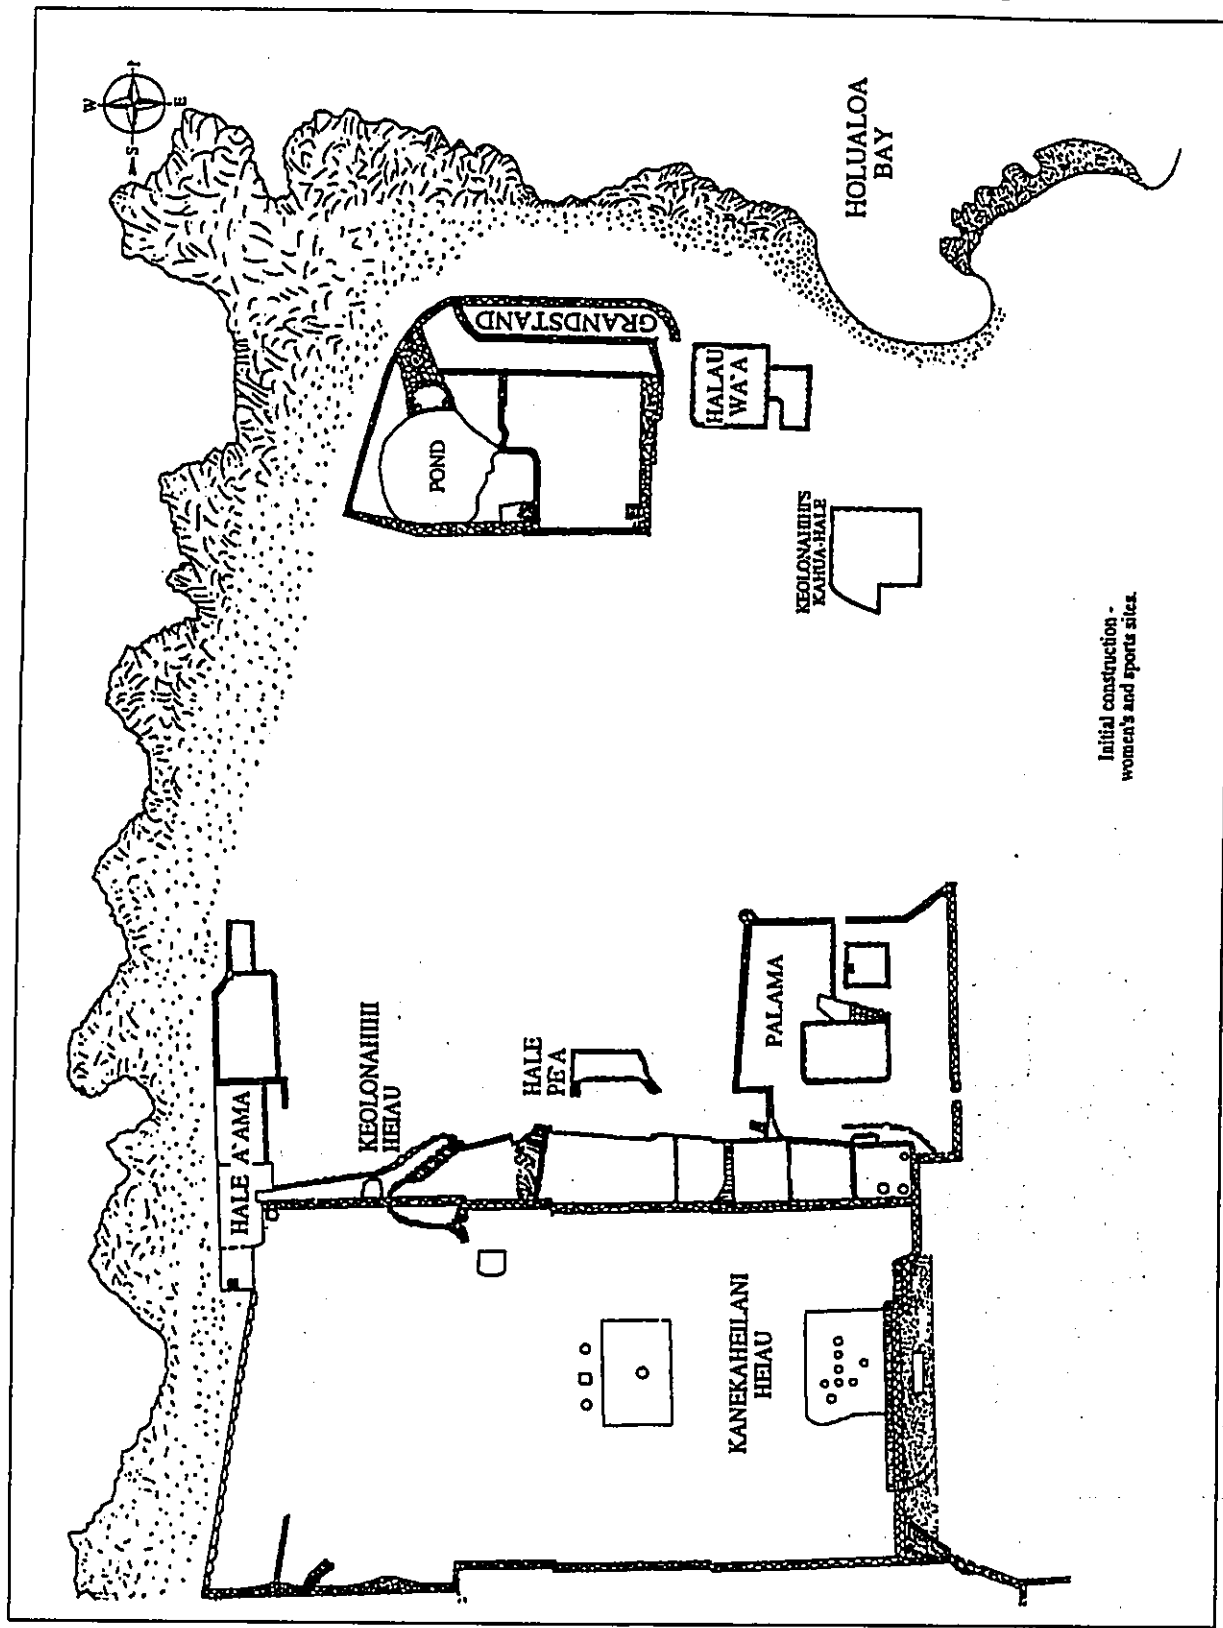 W
S
E
HOLUALOA
BAY
GRANDSTAND
POND
HALAU
WA'A
KEOLONAHIHI'S
KAHUA-HALE
Initial construction -
women's and sports sites.
HALE A'AMA
KEOLONAHIHI
HEIAU
HALE
PE'A
PALAMA
KANEKAHEILANI
HEIAU